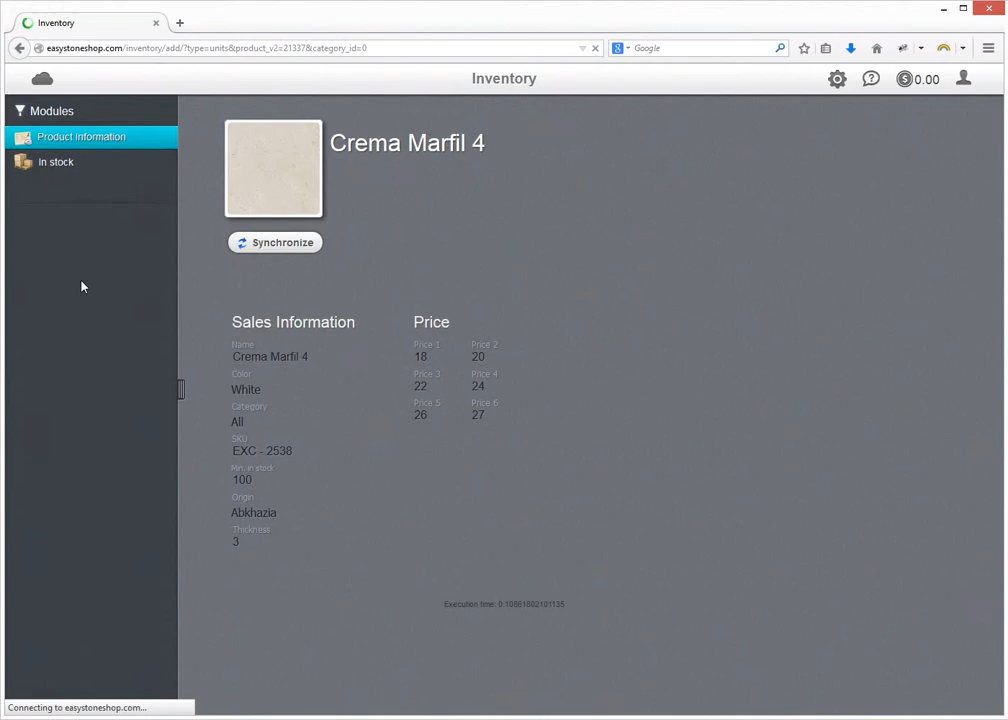 Inventory
easystoneshop.com/inventory/add/?type=units&product_v2=21337&category_id=0
Google
Inventory
0.00
Modules
Product Information
In stock
Crema Marfil 4
Synchronize
Sales Information
Name
Crema Marfil 4
Color
White
Category
All
SKU
EXC - 2538
Min. in stock
100
Origin
Abkhazia
Thickness
3
Price
Price 1 Price 2
18 20
Price 3 Price 4
22 24
Price 5 Price 6
26 27
Execution time: 0.10861802101135
Connecting to easystoneshop.com...